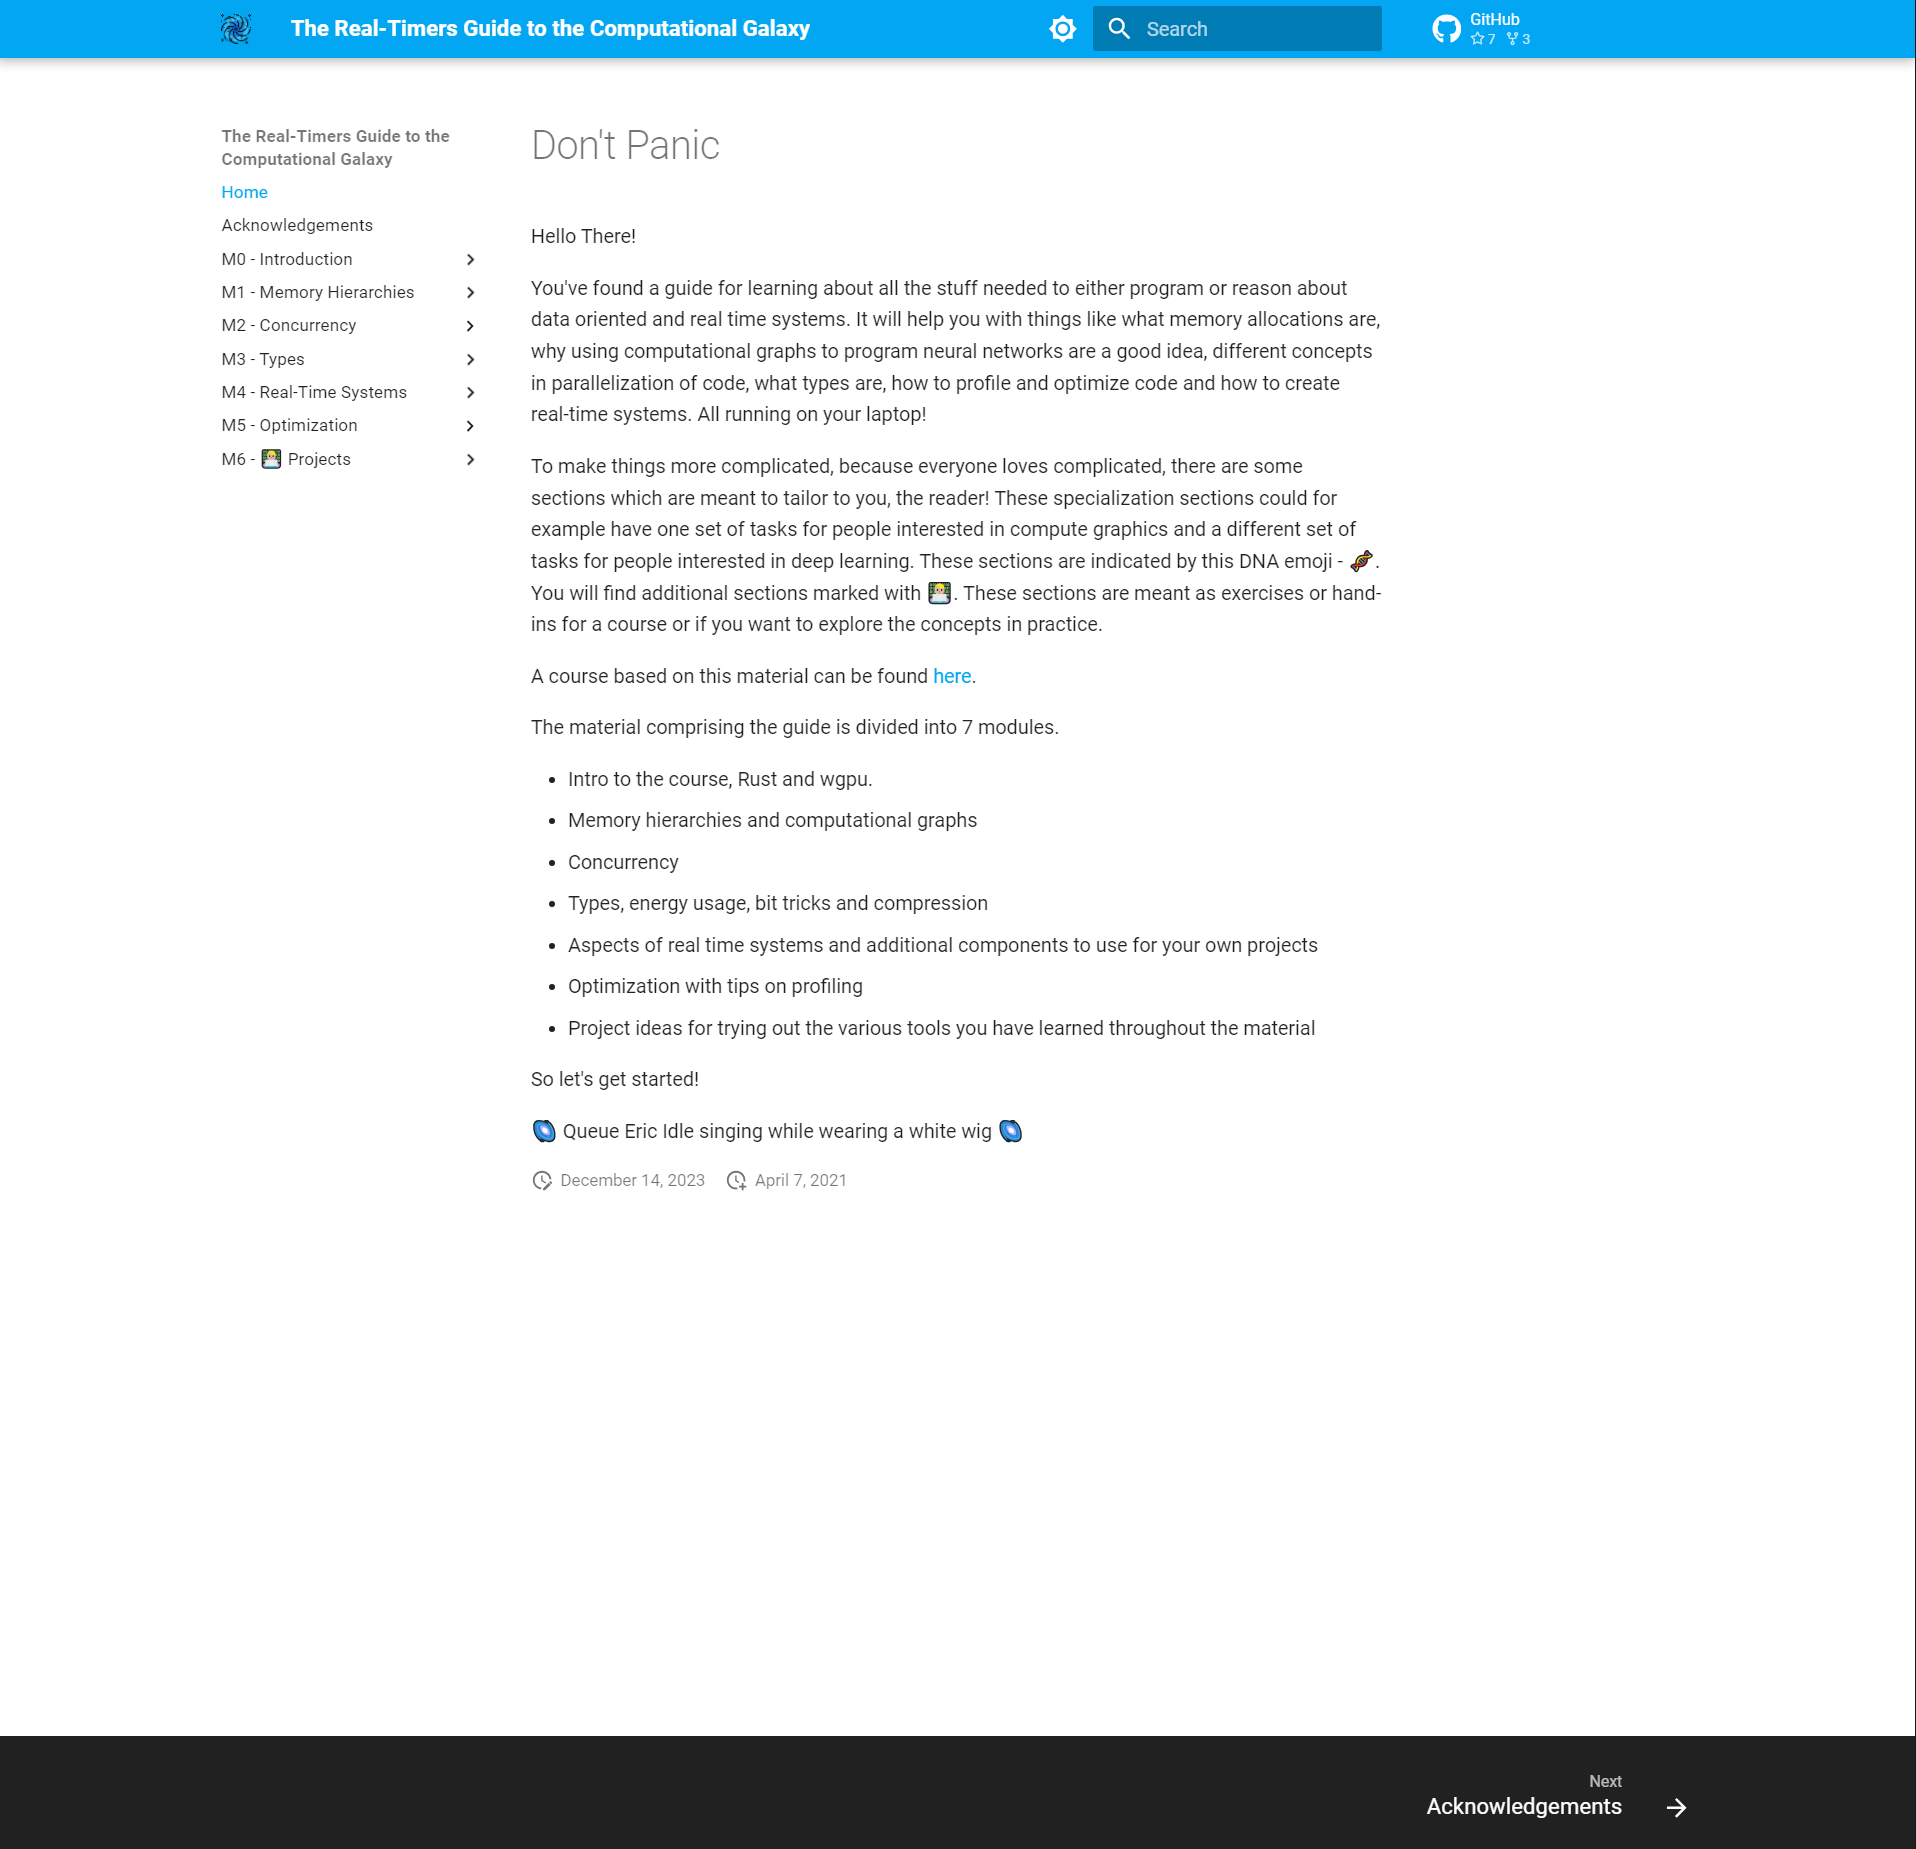 The Real-Timers Guide to the Computational Galaxy
Search
GitHub
7 3
The Real-Timers Guide to the
Computational Galaxy
Home
Acknowledgements
M0 - Introduction
M1 - Memory Hierarchies
M2 - Concurrency
M3 - Types
M4 - Real-Time Systems
M5 - Optimization
M6 - 🧑‍💻 Projects
Don't Panic
Hello There!
You've found a guide for learning about all the stuff needed to either program or reason about
data oriented and real time systems. It will help you with things like what memory allocations are,
why using computational graphs to program neural networks are a good idea, different concepts
in parallelization of code, what types are, how to profile and optimize code and how to create
real-time systems. All running on your laptop!
To make things more complicated, because everyone loves complicated, there are some
sections which are meant to tailor to you, the reader! These specialization sections could for
example have one set of tasks for people interested in compute graphics and a different set of
tasks for people interested in deep learning. These sections are indicated by this DNA emoji - 🧬.
You will find additional sections marked with 🧑‍💻. These sections are meant as exercises or hand-
ins for a course or if you want to explore the concepts in practice.
A course based on this material can be found here.
The material comprising the guide is divided into 7 modules.
• Intro to the course, Rust and wgpu.
• Memory hierarchies and computational graphs
• Concurrency
• Types, energy usage, bit tricks and compression
• Aspects of real time systems and additional components to use for your own projects
• Optimization with tips on profiling
• Project ideas for trying out the various tools you have learned throughout the material
So let's get started!
🌌 Queue Eric Idle singing while wearing a white wig 🌌
December 14, 2023 April 7, 2021
Next
Acknowledgements